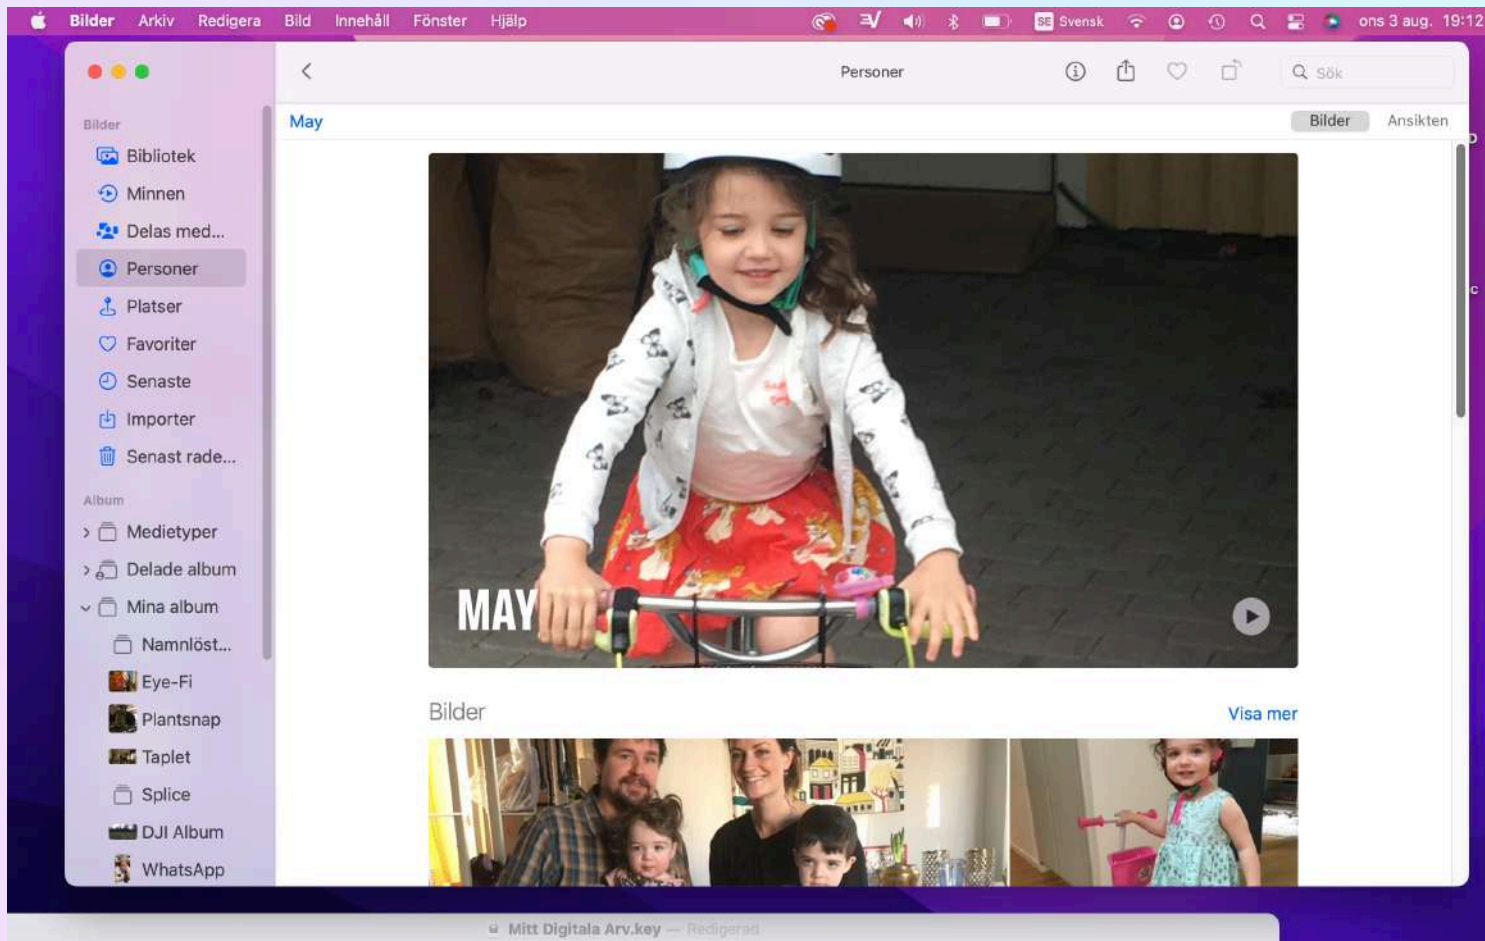 Bilder Arkiv Redigera Bild Innehåll Fönster Hjälp SE Svensk ons 3 aug. 19:12
Personer Sök
Bilder
May Bilder Ansikten
Bibliotek
Minnen
Delas med...
Personer
Platser
Favoriter
Senaste
Importer
Senast rade...
Album
Medietyper
Delade album
Mina album
Namnlöst...
Eye-Fi
Plantsnap
Taplet
Splice
DJI Album
WhatsApp
MAY
Bilder Visa mer
Mitt Digitala Arv.key — Redigerad